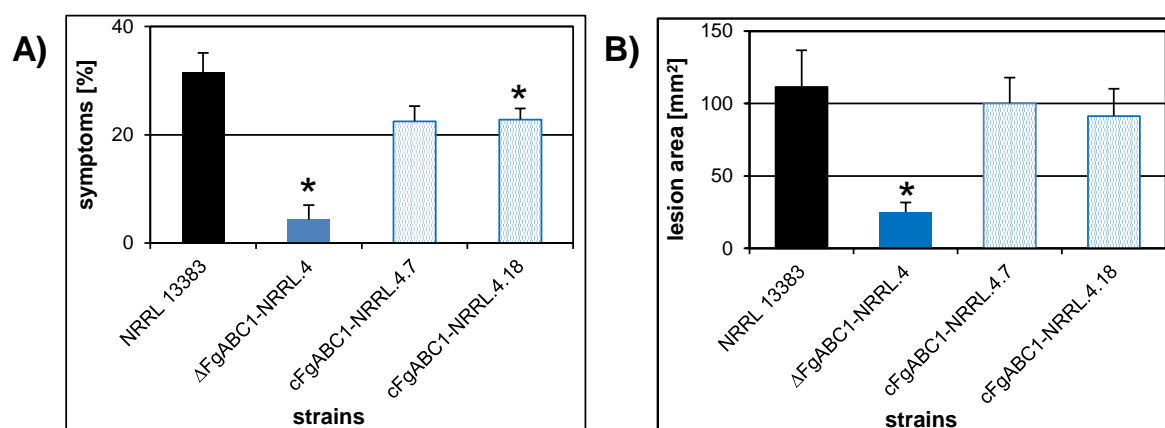 A)
symptoms [%]
40
20
0
*
*
NRRL 13383
ΔFgABC1-NRRL.4
cFgABC1-NRRL.4.7
cFgABC1-NRRL.4.18
strains
B)
lesion area [mm²]
150
100
50
0
*
NRRL 13383
ΔFgABC1-NRRL.4
cFgABC1-NRRL.4.7
cFgABC1-NRRL.4.18
strains